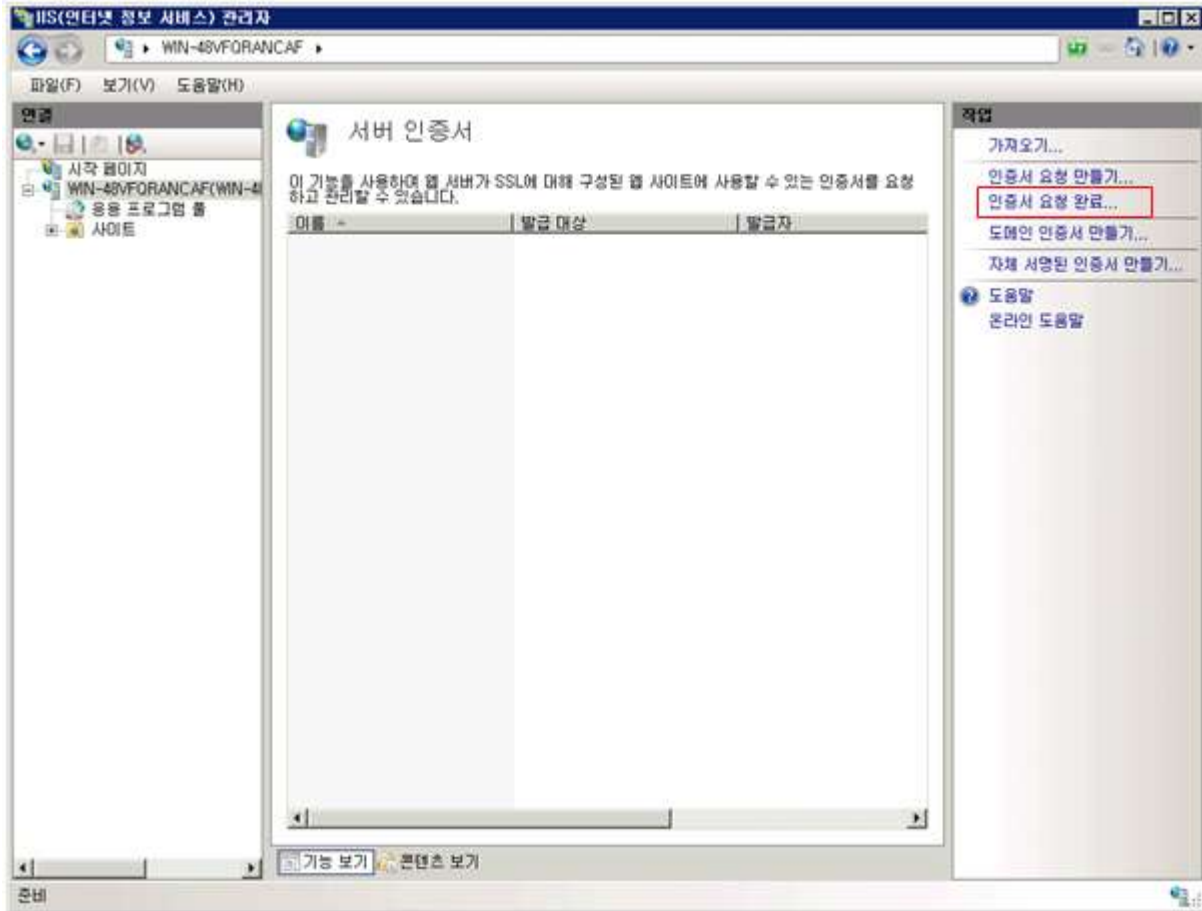 IIS(인터넷 정보 서비스) 관리자
WIN-48VFORANCAF
파일(F) 보기(V) 도움말(H)
연결
시작 페이지
WIN-48VFORANCAF(WIN-48
응용 프로그램 풀
사이트
서버 인증서
이 기능을 사용하여 웹 서버가 SSL에 대해 구성된 웹 사이트에 사용할 수 있는 인증서를 요청
하고 관리할 수 있습니다.
이름 발급 대상 발급자
기능 보기 콘텐츠 보기
작업
가져오기...
인증서 요청 만들기...
인증서 요청 완료...
도메인 인증서 만들기...
자체 서명된 인증서 만들기...
도움말
온라인 도움말
준비